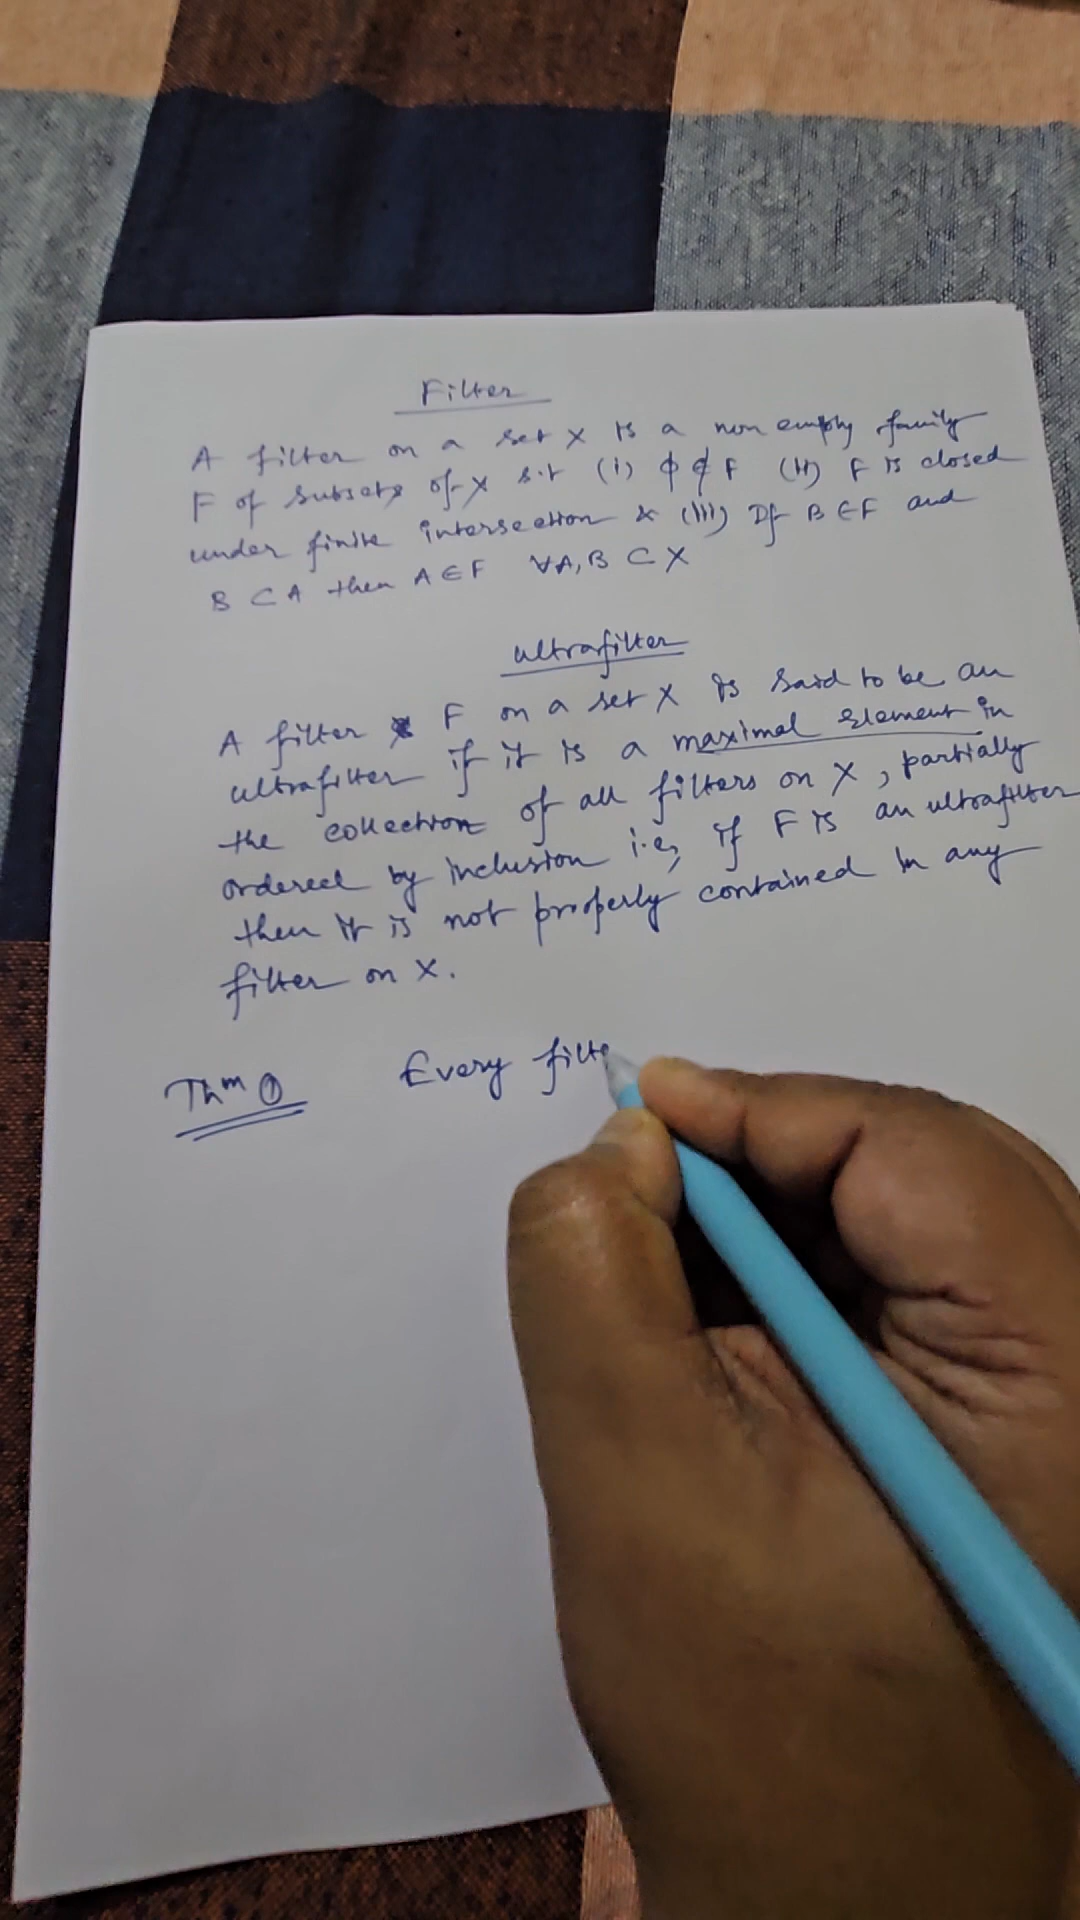 Filter
A filter on a set X is a non empty family
F of subsets of X s.t (i) ϕ ∉ F (ii) F is closed
under finite intersection & (iii) If B ∈ F and
B ⊂ A then A ∈ F ∀A, B ⊂ X
ultrafilter
A filter F on a set X is said to be an
ultrafilter if it is a maximal element in
the collection of all filters on X, partially
ordered by inclusion i.e, if F is an ultrafilter
then it is not properly contained in any
filter on X.
Thm ① Every filte